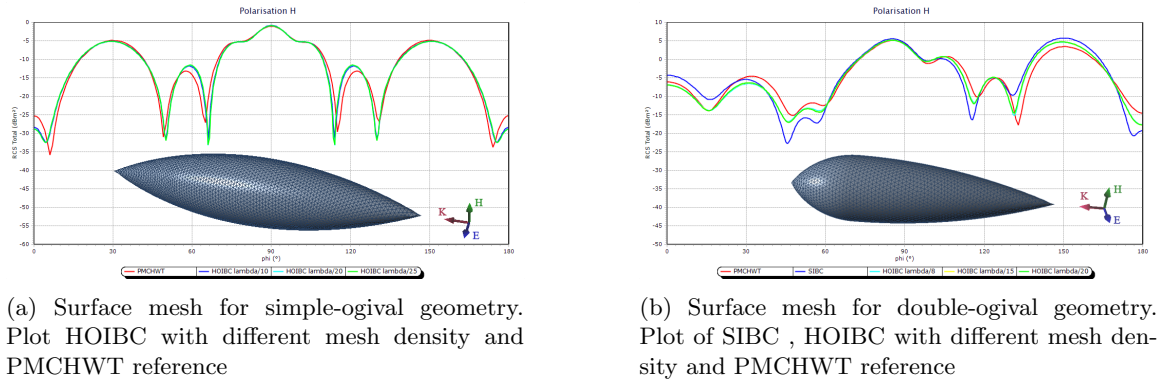 Polarisation H
10
5
0
-5
-10
-15
-20
-25
-30
-35
-40
-45
-50
RCS Total (dBm²)
0 30 60 90 120 150 180
phi (°)
K H E
PMCHWT HOIBC lambda/10 HOIBC lambda/20 HOIBC lambda/25
(a) Surface mesh for simple-ogival geometry.
Plot HOIBC with different mesh density and
PMCHWT reference
Polarisation H
10
5
0
-5
-10
-15
-20
-25
-30
-35
-40
-45
-50
RCS Total (dBm²)
0 30 60 90 120 150 180
phi (°)
K H E
PMCHWT SIBC HOIBC lambda/8 HOIBC lambda/15 HOIBC lambda/20
(b) Surface mesh for double-ogival geometry.
Plot of SIBC , HOIBC with different mesh den-
sity and PMCHWT reference